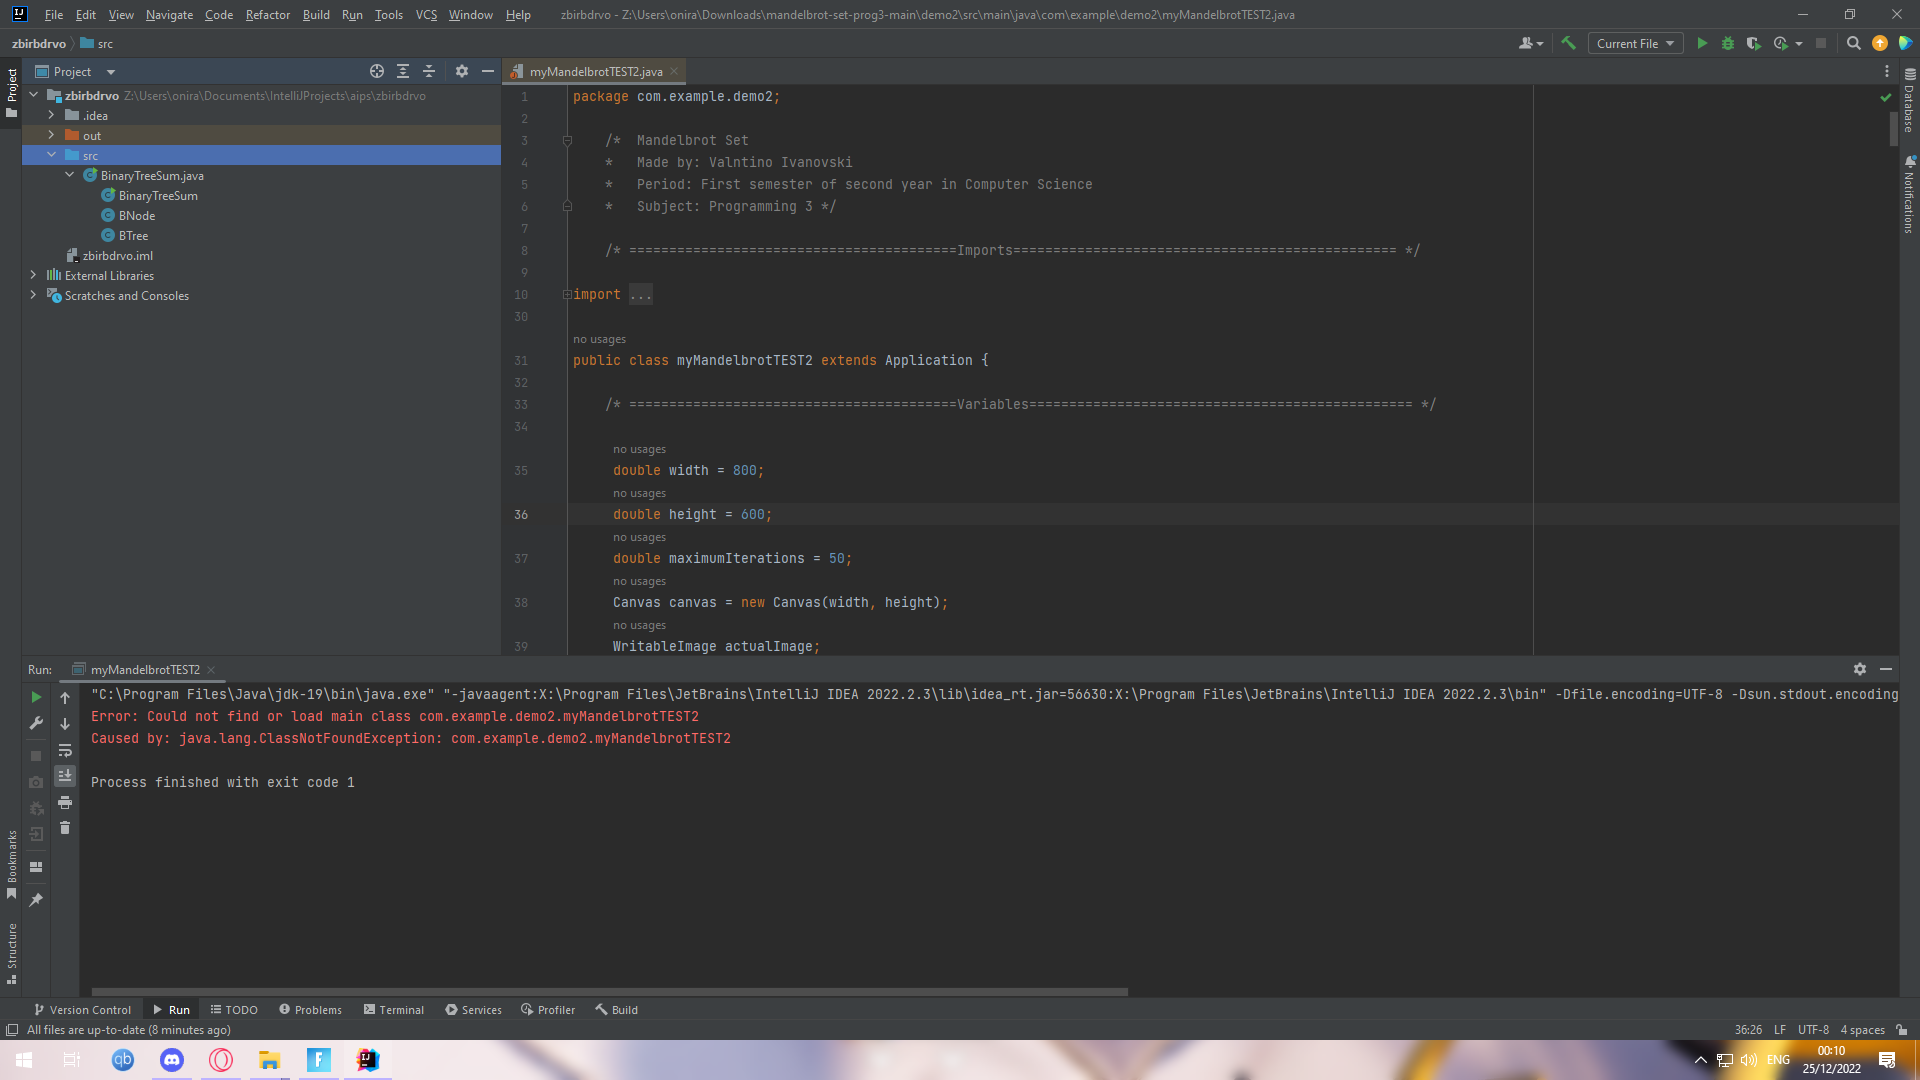 File Edit View Navigate Code Refactor Build Run Tools VCS Window Help zbirbdrvo - Z:\Users\onira\Downloads\mandelbrot-set-prog3-main\demo2\src\main\java\com\example\demo2\myMandelbrotTEST2.java
zbirbdrvo src Current File
Project
Project
myMandelbrotTEST2.java
zbirbdrvo Z:\Users\onira\Documents\IntelliJProjects\aips\zbirbdrvo
.idea
out
src
BinaryTreeSum.java
BinaryTreeSum
BNode
BTree
zbirbdrvo.iml
External Libraries
Scratches and Consoles
1 package com.example.demo2;
2
3 /* Mandelbrot Set
4 * Made by: Valntino Ivanovski
5 * Period: First semester of second year in Computer Science
6 * Subject: Programming 3 */
7
8 /* =========================================Imports================================================ */
9
10 import ...
30
no usages
31 public class myMandelbrotTEST2 extends Application {
32
33 /* =========================================Variables================================================ */
34
no usages
35 double width = 800;
no usages
36 double height = 600;
no usages
37 double maximumIterations = 50;
no usages
38 Canvas canvas = new Canvas(width, height);
no usages
39 WritableImage actualImage;
Database
Notifications
Run: myMandelbrotTEST2
"C:\Program Files\Java\jdk-19\bin\java.exe" "-javaagent:X:\Program Files\JetBrains\IntelliJ IDEA 2022.2.3\lib\idea_rt.jar=56630:X:\Program Files\JetBrains\IntelliJ IDEA 2022.2.3\bin" -Dfile.encoding=UTF-8 -Dsun.stdout.encoding
Error: Could not find or load main class com.example.demo2.myMandelbrotTEST2
Caused by: java.lang.ClassNotFoundException: com.example.demo2.myMandelbrotTEST2
Process finished with exit code 1
Bookmarks
Structure
Version Control Run TODO Problems Terminal Services Profiler Build
All files are up-to-date (8 minutes ago) 36:26 LF UTF-8 4 spaces
qb F IJ ENG 00:10
25/12/2022